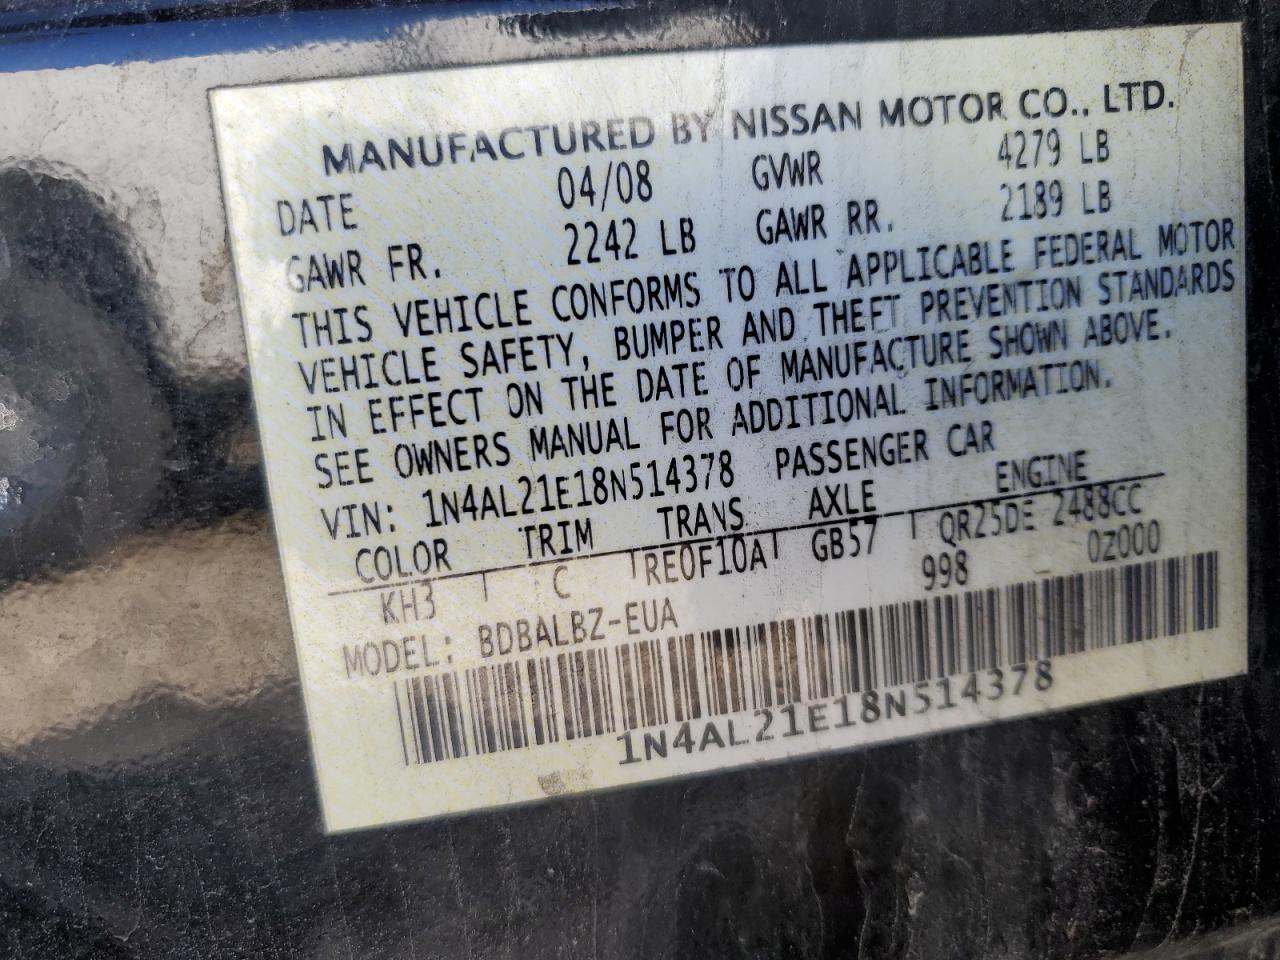 MANUFACTURED BY NISSAN MOTOR CO., LTD.
DATE 04/08 GVWR 4279 LB
GAWR FR. 2242 LB GAWR RR. 2189 LB
THIS VEHICLE CONFORMS TO ALL APPLICABLE FEDERAL MOTOR
VEHICLE SAFETY, BUMPER AND THEFT PREVENTION STANDARDS
IN EFFECT ON THE DATE OF MANUFACTURE SHOWN ABOVE.
SEE OWNERS MANUAL FOR ADDITIONAL INFORMATION.
VIN: 1N4AL21E18N514378 PASSENGER CAR
COLOR TRIM TRANS AXLE ENGINE
KH3 C RE0F10A GB57 QR25DE 2488CC
MODEL: BDBALBZ-EUA 998 - 0Z000
1N4AL21E18N514378